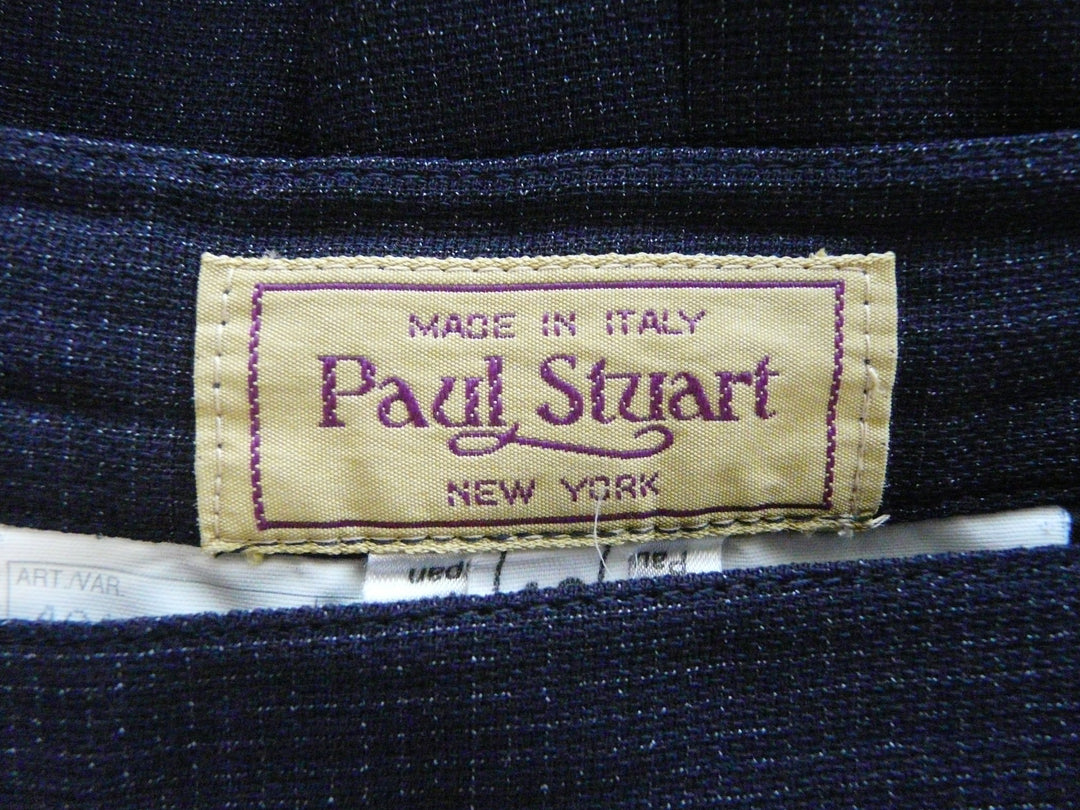 MADE IN ITALY
Paul Stuart
NEW YORK
ART./VAR.